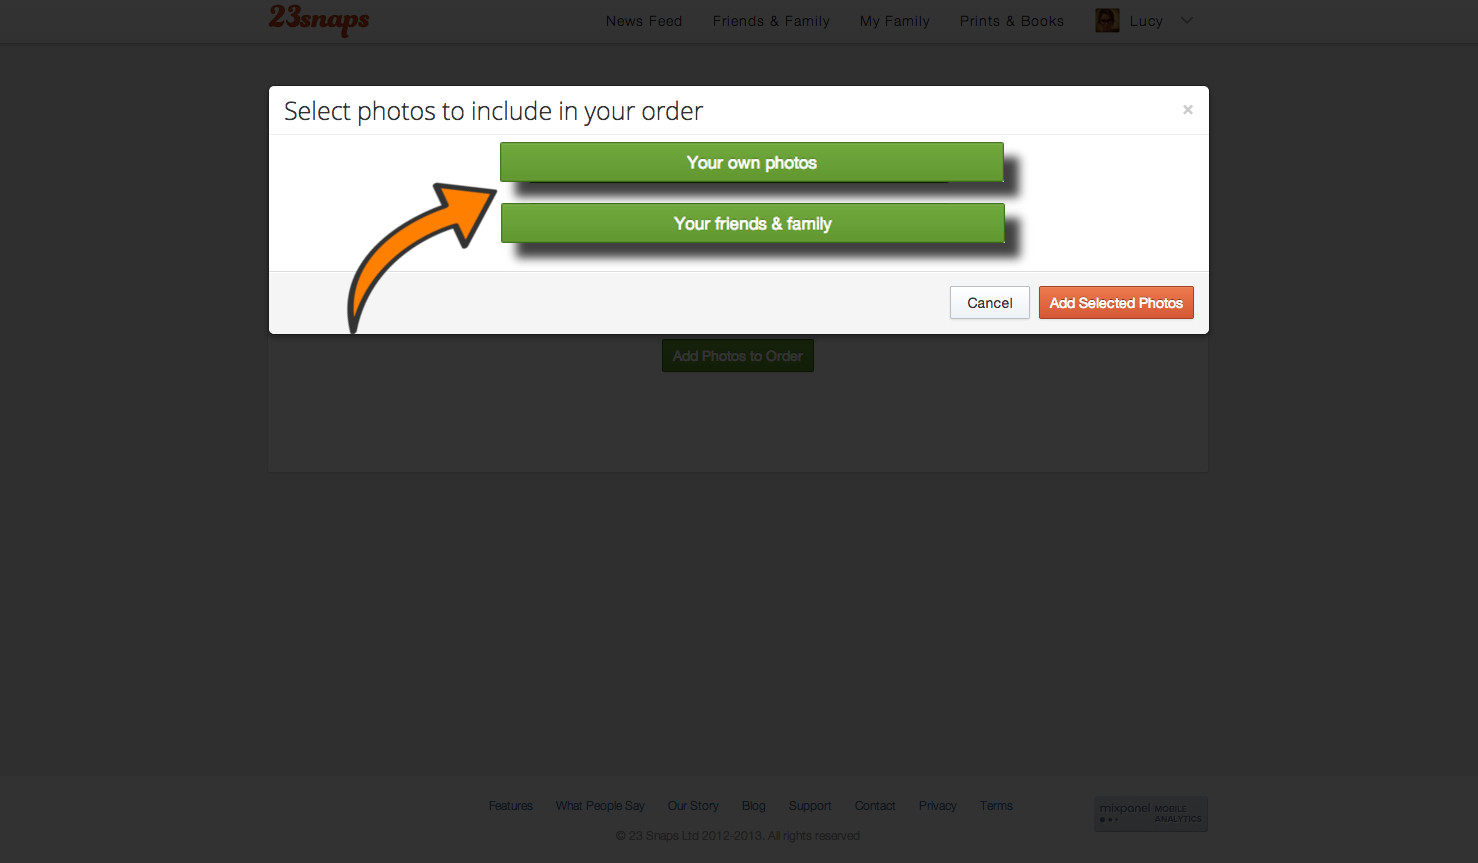 23snaps
News Feed Friends & Family My Family Prints & Books Lucy
Select photos to include in your order
×
Your own photos
Your friends & family
Cancel Add Selected Photos
Add Photos to Order
Features What People Say Our Story Blog Support Contact Privacy Terms
© 23 Snaps Ltd 2012-2013. All rights reserved
mixpanel MOBILE
ANALYTICS